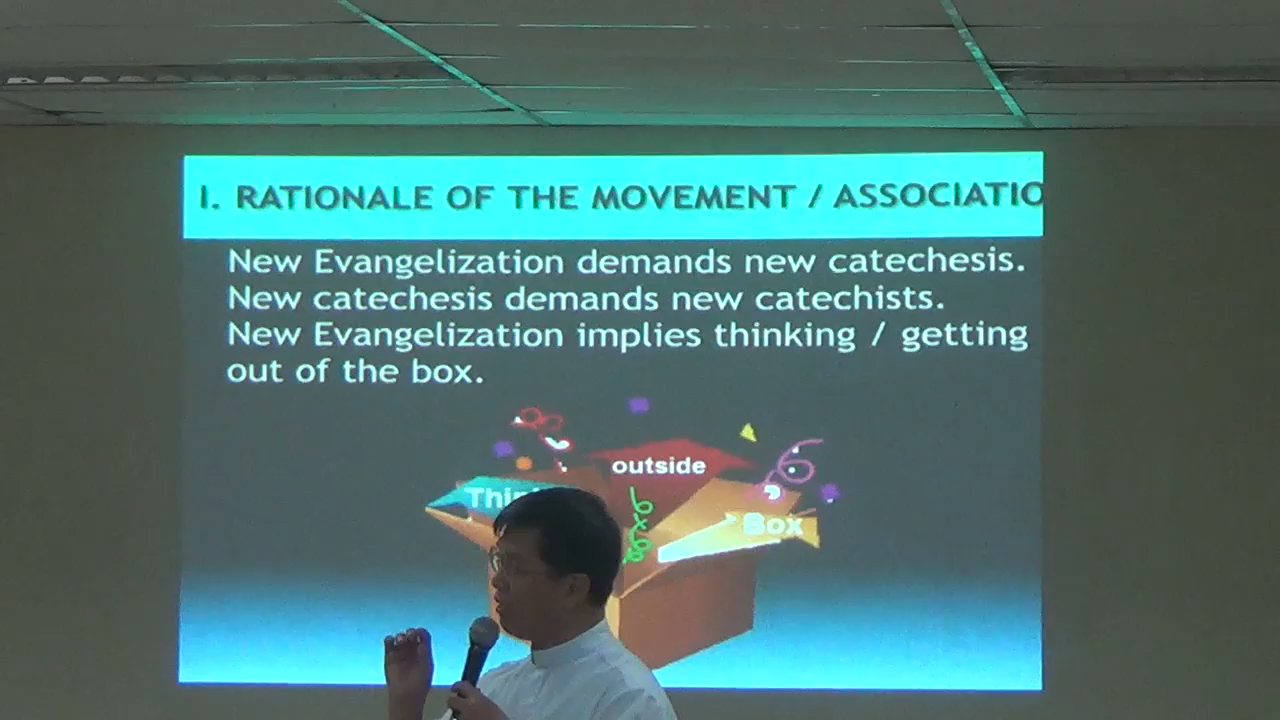 I. RATIONALE OF THE MOVEMENT / ASSOCIATIO
New Evangelization demands new catechesis.
New catechesis demands new catechists.
New Evangelization implies thinking / getting
out of the box.
outside
Box